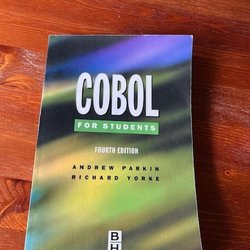 COBOL
FOR STUDENTS
FOURTH EDITION
ANDREW PARKIN
RICHARD YORKE
B
H